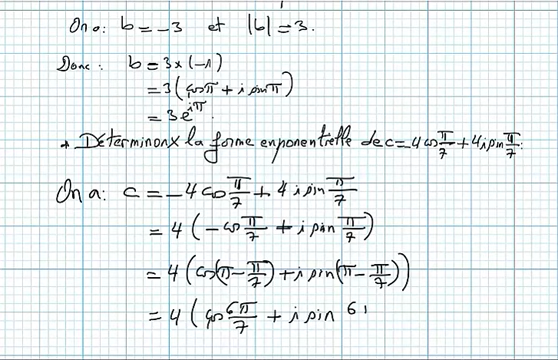 On a : b = -3 et |b| = 3.
Donc : b = 3 × (-1)
= 3 (cos π + i sin π)
= 3 e^{iπ}.
* Déterminons la forme exponentielle de c = 4 cos π/7 + 4 i sin π/7.
On a : c = -4 cos π/7 + 4 i sin π/7
= 4 (-cos π/7 + i sin π/7)
= 4 (cos(π - π/7) + i sin(π - π/7))
= 4 (cos 6π/7 + i sin 6